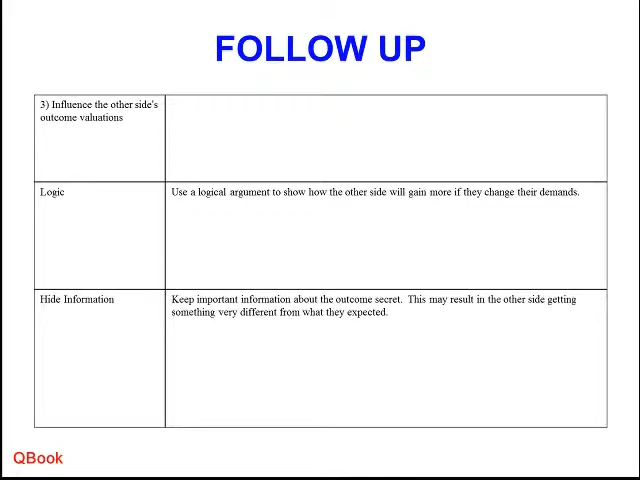 FOLLOW UP
3) Influence the other side's
outcome valuations
Logic
Use a logical argument to show how the other side will gain more if they change their demands.
Hide Information
Keep important information about the outcome secret. This may result in the other side getting
something very different from what they expected.
QBook